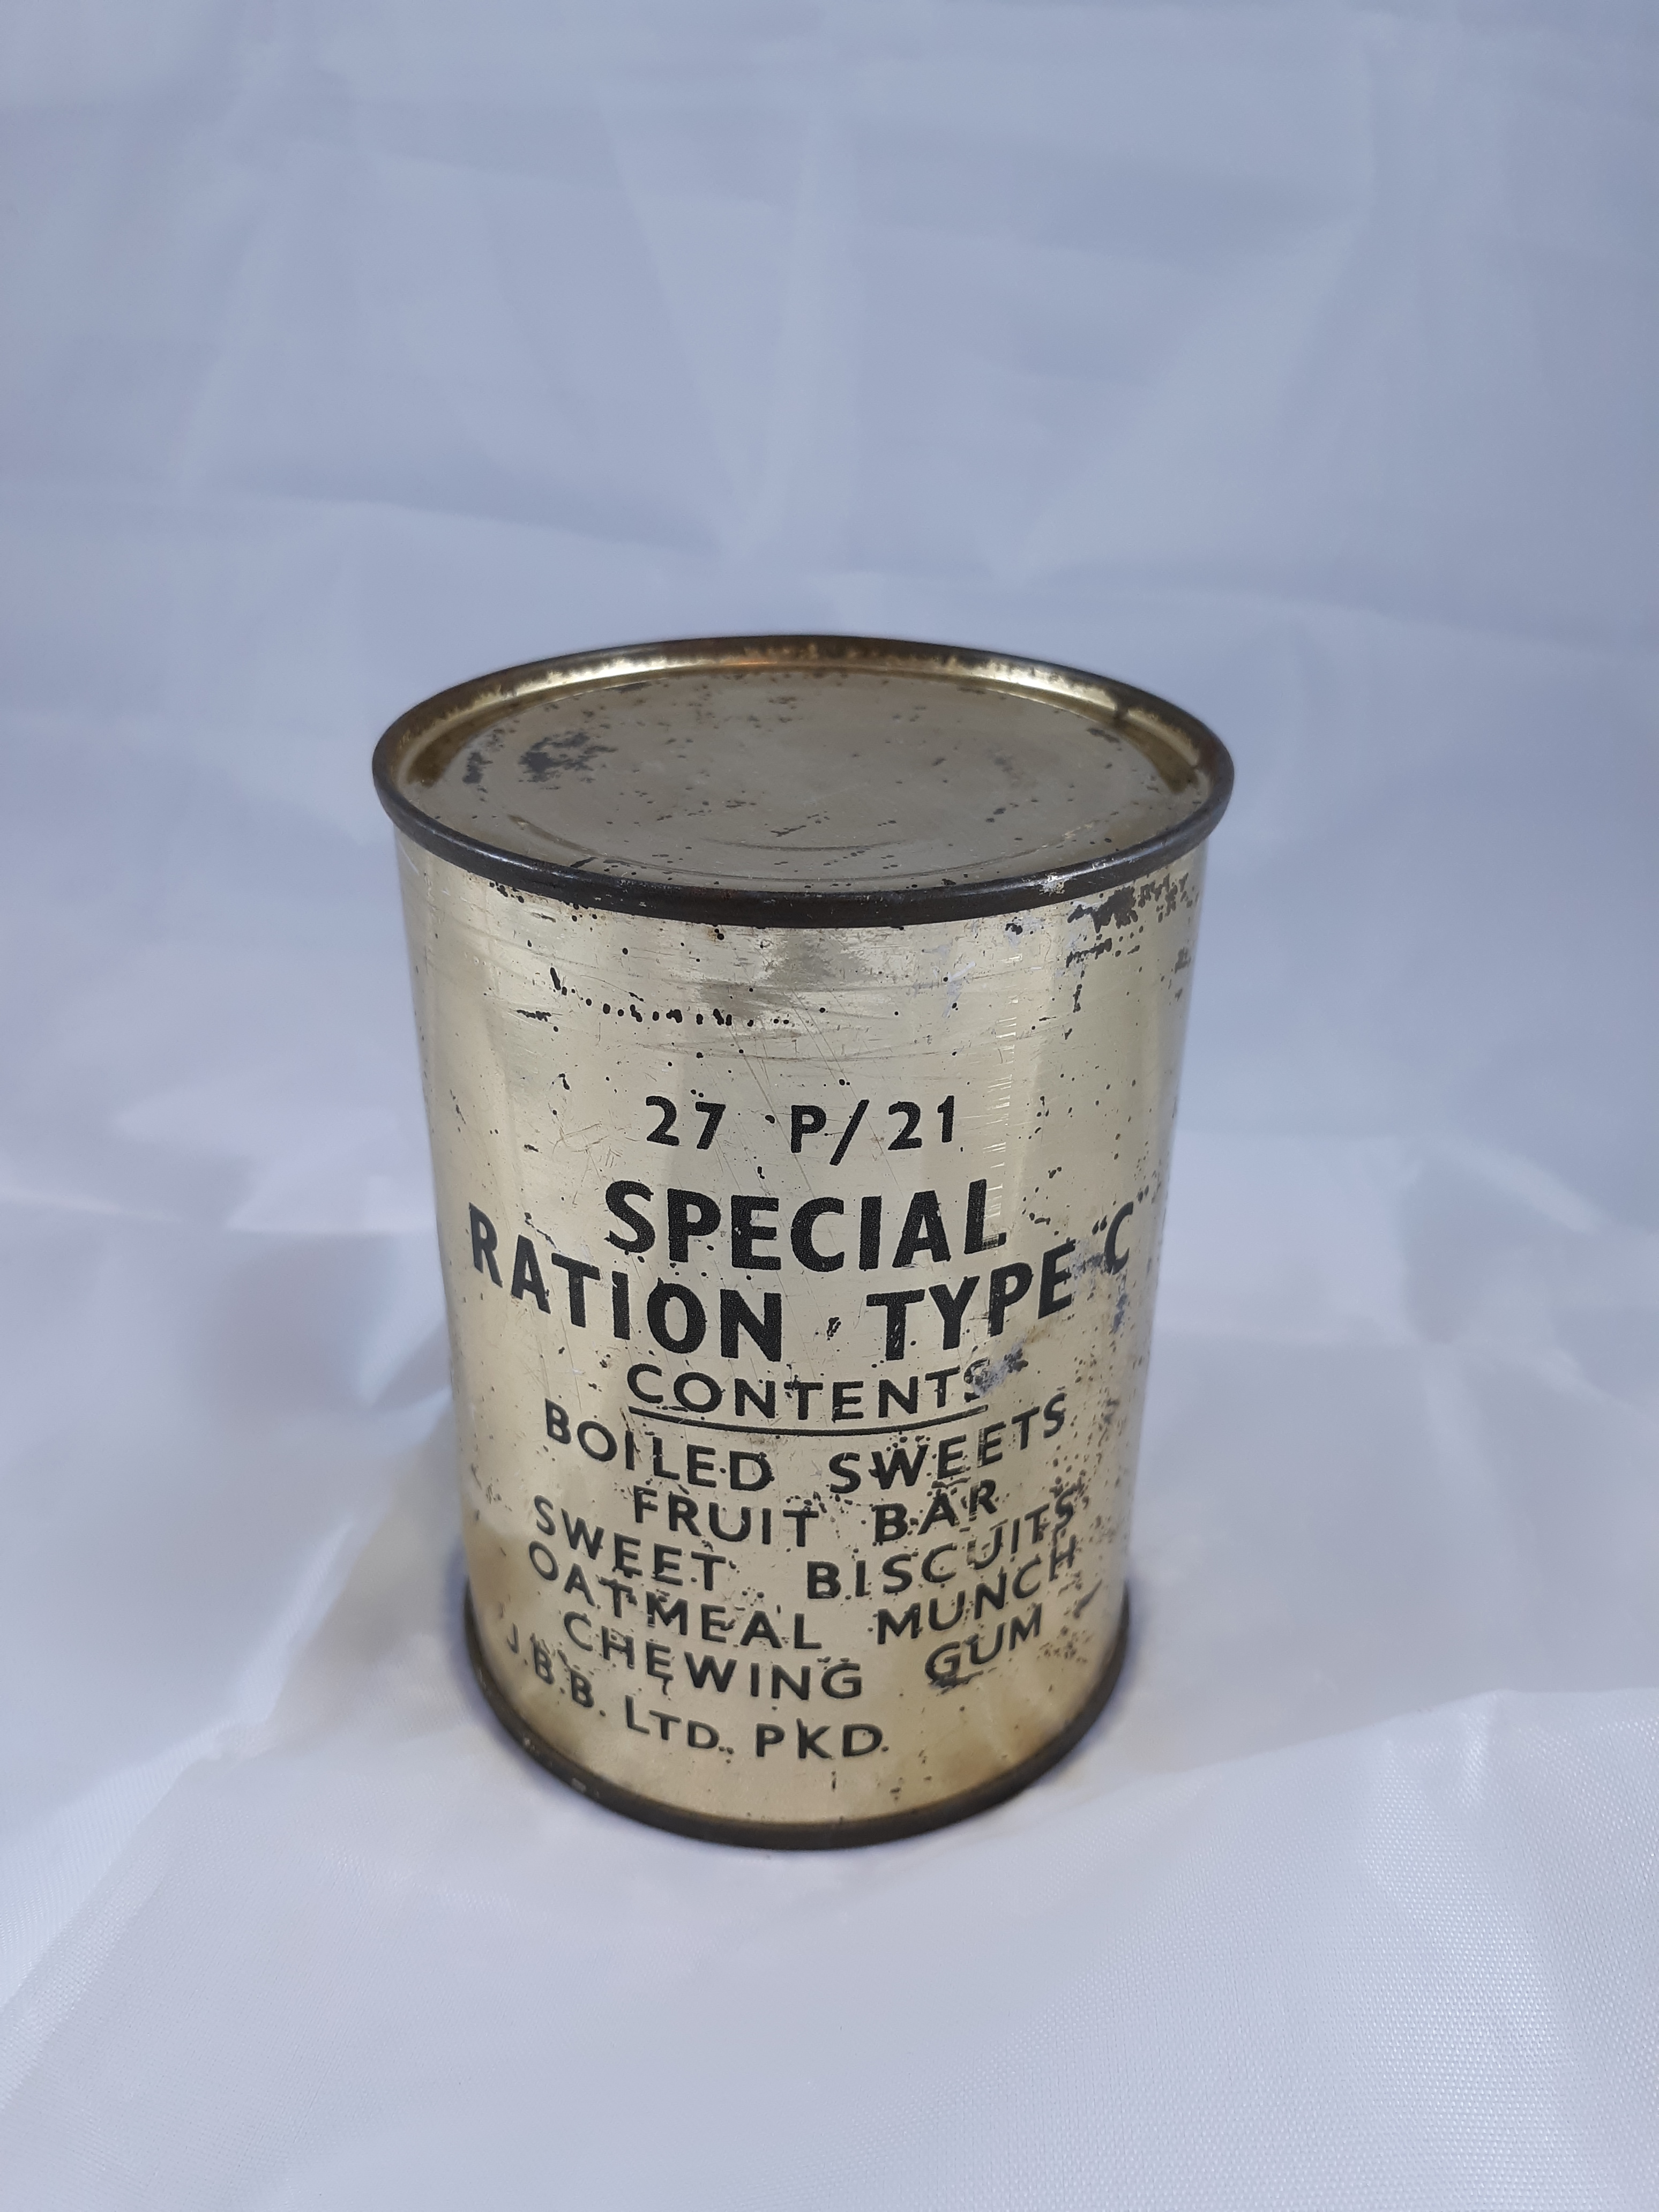 27 P/21
SPECIAL
RATION TYPE "C"
CONTENTS
BOILED SWEETS
FRUIT BAR
SWEET BISCUITS
OATMEAL MUNCH
CHEWING GUM
J.B.B. LTD. PKD.